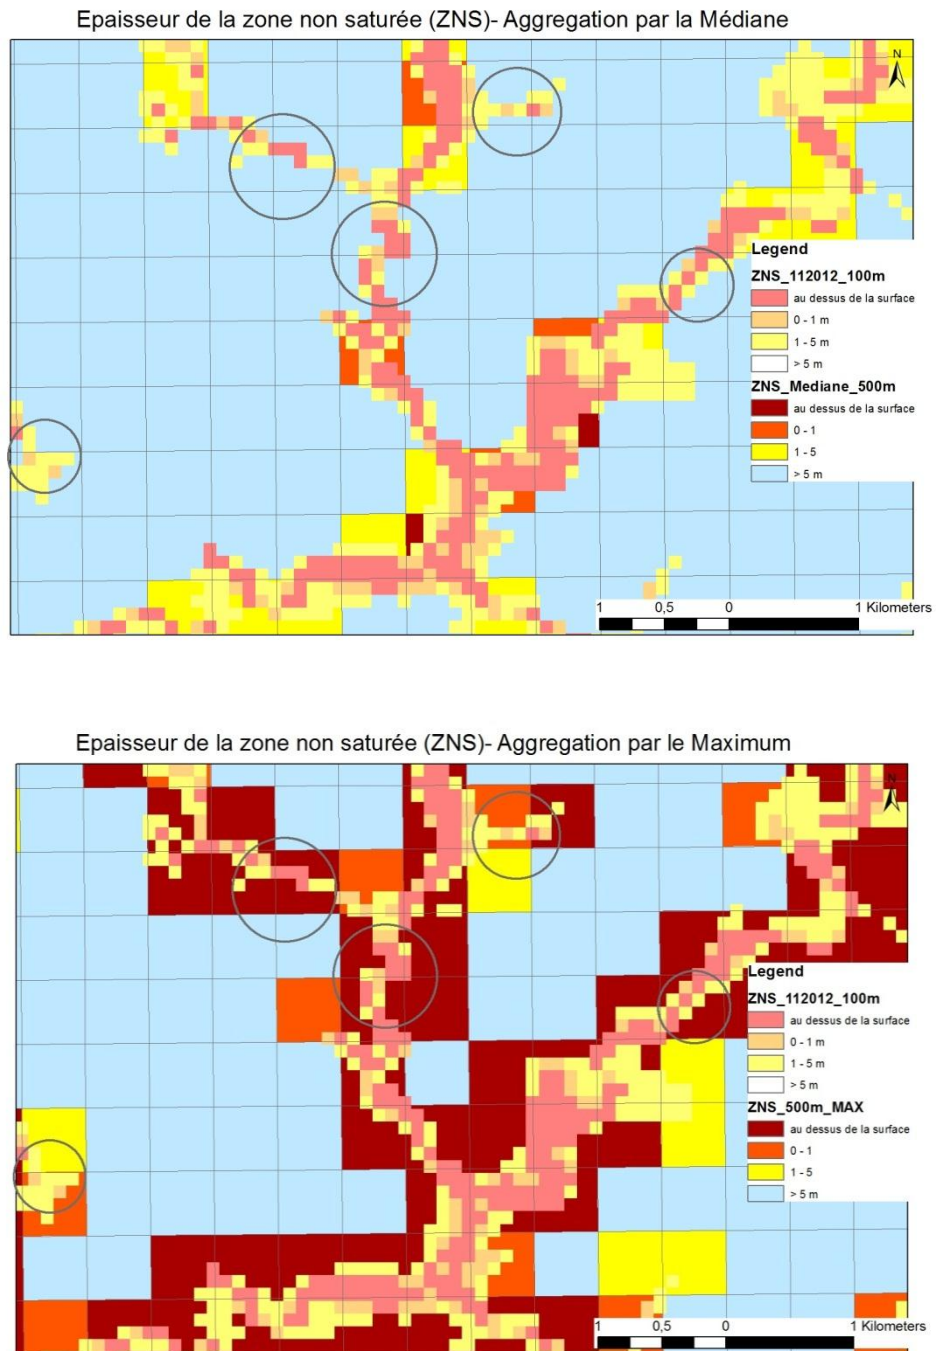 Epaisseur de la zone non saturée (ZNS)- Aggregation par la Médiane
N
Legend
ZNS_112012_100m
au dessus de la surface
0 - 1 m
1 - 5 m
> 5 m
ZNS_Mediane_500m
au dessus de la surface
0 - 1
1 - 5
> 5 m
1 0,5 0 1 Kilometers
Epaisseur de la zone non saturée (ZNS)- Aggregation par le Maximum
N
Legend
ZNS_112012_100m
au dessus de la surface
0 - 1 m
1 - 5 m
> 5 m
ZNS_500m_MAX
au dessus de la surface
0 - 1
1 - 5
> 5 m
1 0,5 0 1 Kilometers